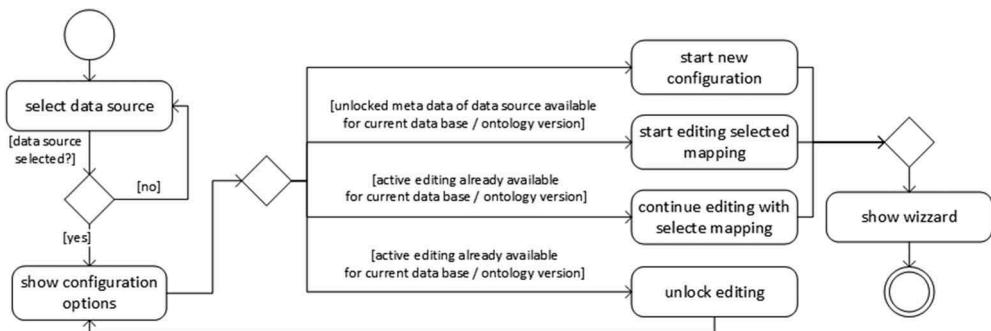 select data source
[data source
selected?]
[no]
[yes]
show configuration
options
[unlocked meta data of data source available
for current data base / ontology version]
[active editing already available
for current data base / ontology version]
[active editing already available
for current data base / ontology version]
start new
configuration
start editing selected
mapping
continue editing with
selecte mapping
unlock editing
show wizzard